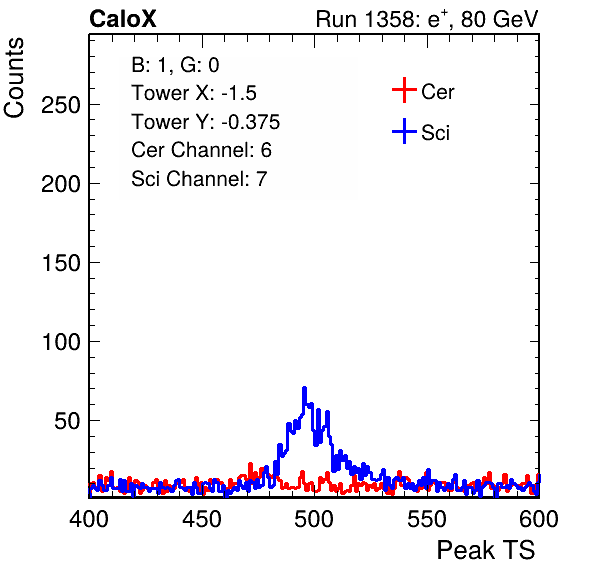 CaloX Run 1358: e⁺, 80 GeV
Counts
B: 1, G: 0
Tower X: -1.5
Tower Y: -0.375
Cer Channel: 6
Sci Channel: 7
Cer
Sci
250
200
150
100
50
400 450 500 550 600
Peak TS